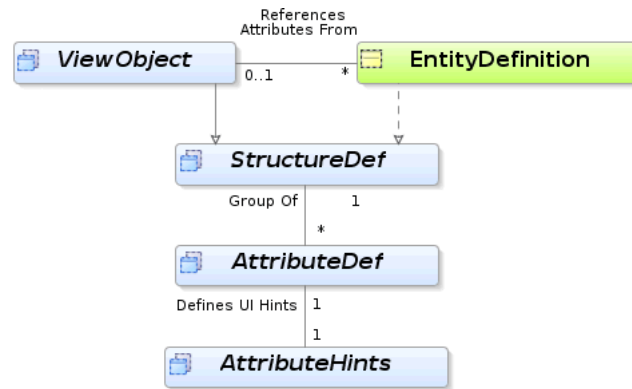 References
Attributes From
ViewObject
EntityDefinition
0..1
*
StructureDef
Group Of
1
*
AttributeDef
Defines UI Hints
1
1
AttributeHints